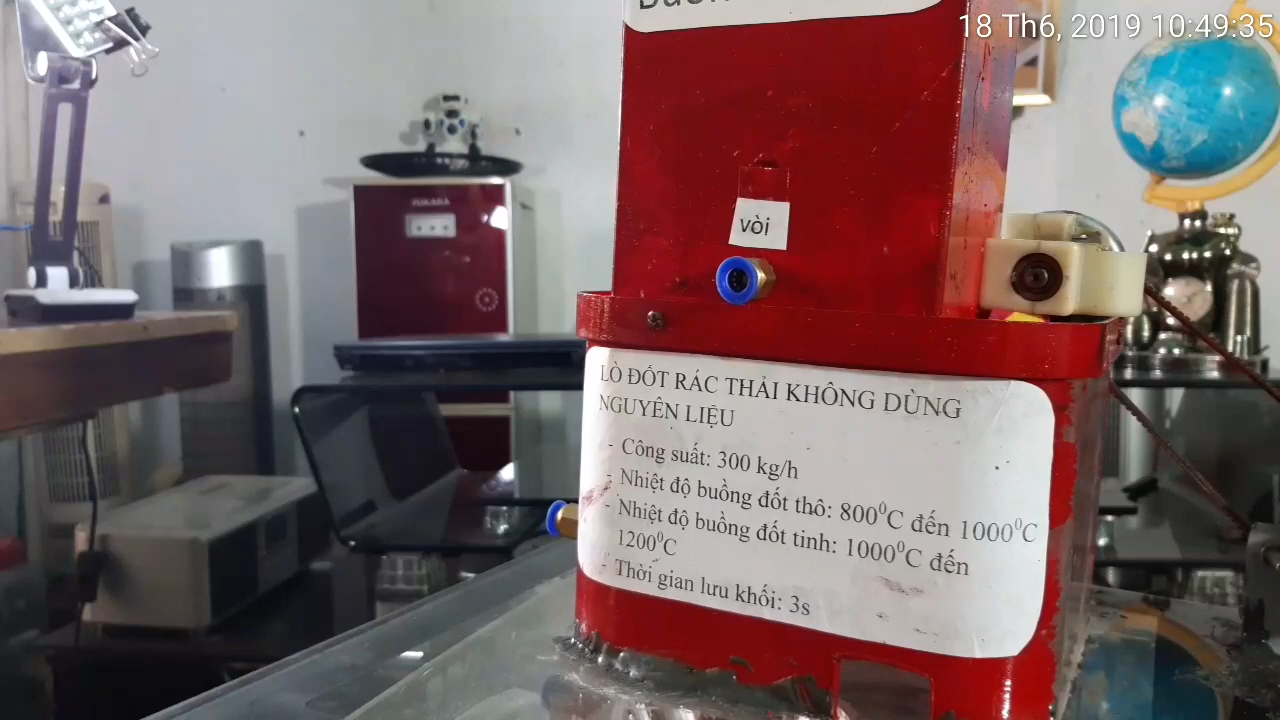 18 Th6, 2019 10:49:35
vòi
LÒ ĐỐT RÁC THẢI KHÔNG DÙNG
NGUYÊN LIỆU
- Công suất: 300 kg/h
- Nhiệt độ buồng đốt thô: 800⁰C đến 1000⁰C
- Nhiệt độ buồng đốt tinh: 1000⁰C đến
1200⁰C
- Thời gian lưu khối: 3s